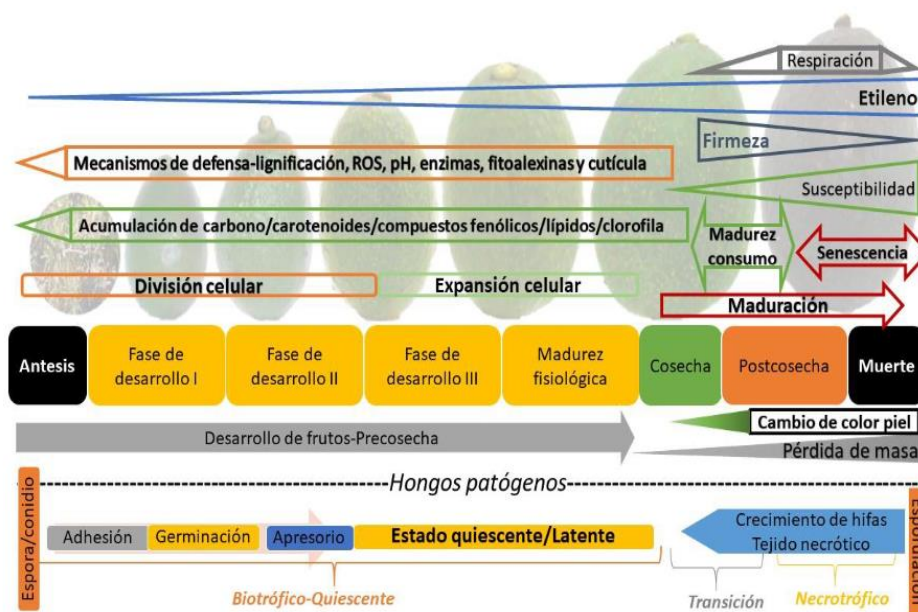 Respiración
Etileno
Firmeza
Mecanismos de defensa-lignificación, ROS, pH, enzimas, fitoalexinas y cutícula
Susceptibilidad
Acumulación de carbono/carotenoides/compuestos fenólicos/lípidos/clorofila
Madurez
consumo
Senescencia
División celular
Expansión celular
Maduración
Antesis
Fase de
desarrollo I
Fase de
desarrollo II
Fase de
desarrollo III
Madurez
fisiológica
Cosecha
Postcosecha
Muerte
Desarrollo de frutos-Precosecha
Cambio de color piel
Pérdida de masa
Hongos patógenos
Espora/conidio
Adhesión
Germinación
Apresorio
Estado quiescente/Latente
Crecimiento de hifas
Tejido necrótico
Esporulación
Biotrófico-Quiescente
Transición
Necrotrófico